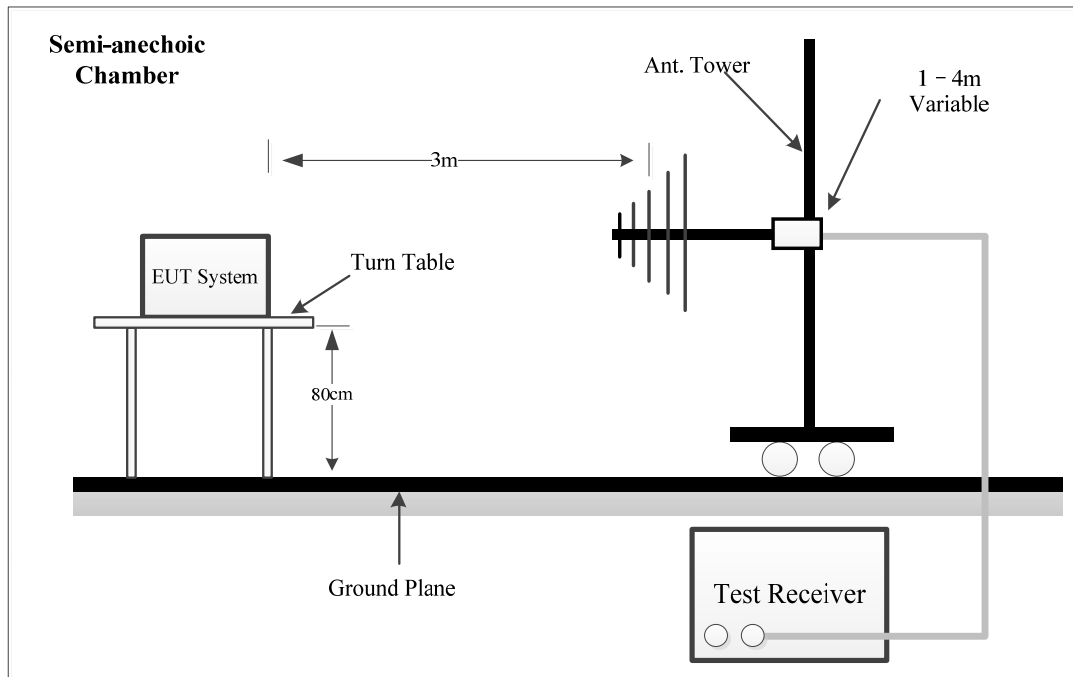 Semi-anechoic
Chamber
Ant. Tower
1 - 4m
Variable
3m
EUT System
Turn Table
80cm
Ground Plane
Test Receiver